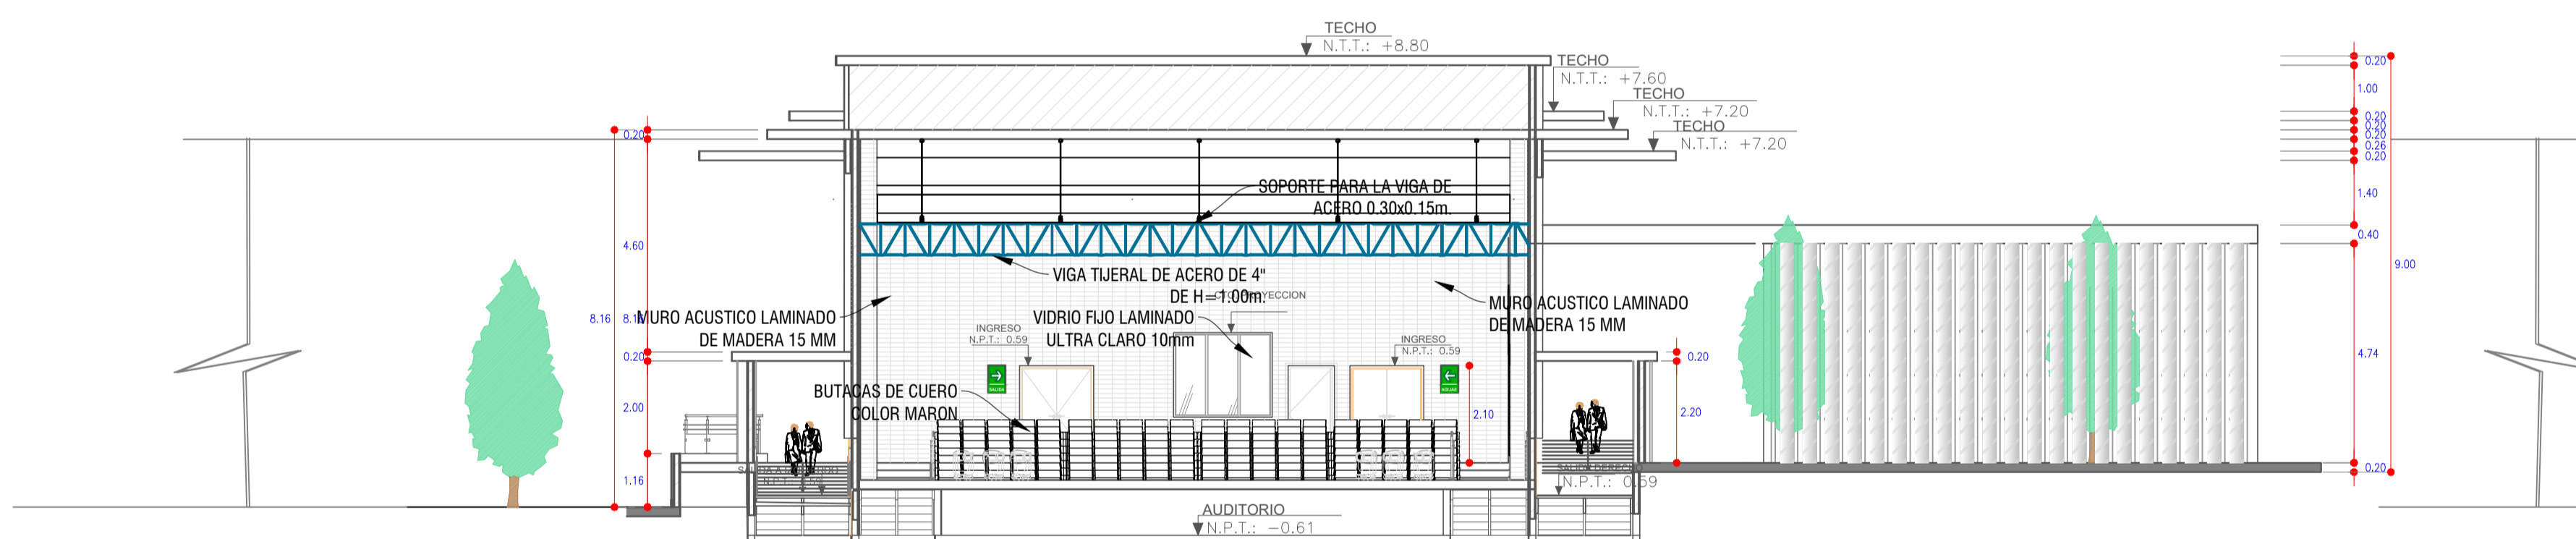 TECHO
N.T.T.: +8.80
TECHO
N.T.T.: +7.60
TECHO
N.T.T.: +7.20
TECHO
N.T.T.: +7.20
SOPORTE PARA LA VIGA DE
ACERO 0.30x0.15m.
VIGA TIJERAL DE ACERO DE 4"
DE H=1.00m.
PROYECCION
MURO ACUSTICO LAMINADO
DE MADERA 15 MM
VIDRIO FIJO LAMINADO
ULTRA CLARO 10mm
MURO ACUSTICO LAMINADO
DE MADERA 15 MM
INGRESO
N.P.T.: 0.59
INGRESO
N.P.T.: 0.59
SALIDA
BUTACAS DE CUERO
COLOR MARON
N.P.T.: 0.59
AUDITORIO
N.P.T.: −0.61
0.20
4.60
8.16
8.16
0.20
2.00
1.16
2.10
0.20
2.20
0.20
1.00
0.20
0.20
0.20
0.26
0.20
1.40
0.40
9.00
4.74
0.20